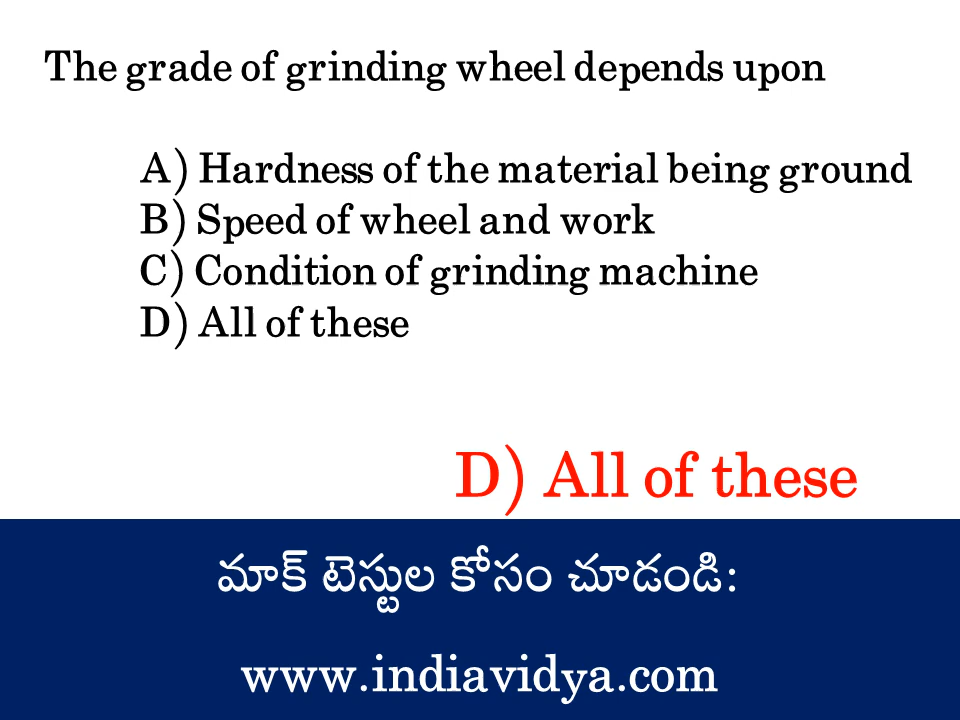 The grade of grinding wheel depends upon
A) Hardness of the material being ground
B) Speed of wheel and work
C) Condition of grinding machine
D) All of these
D) All of these
మాక్ టెస్టుల కోసం చూడండి:
www.indiavidya.com